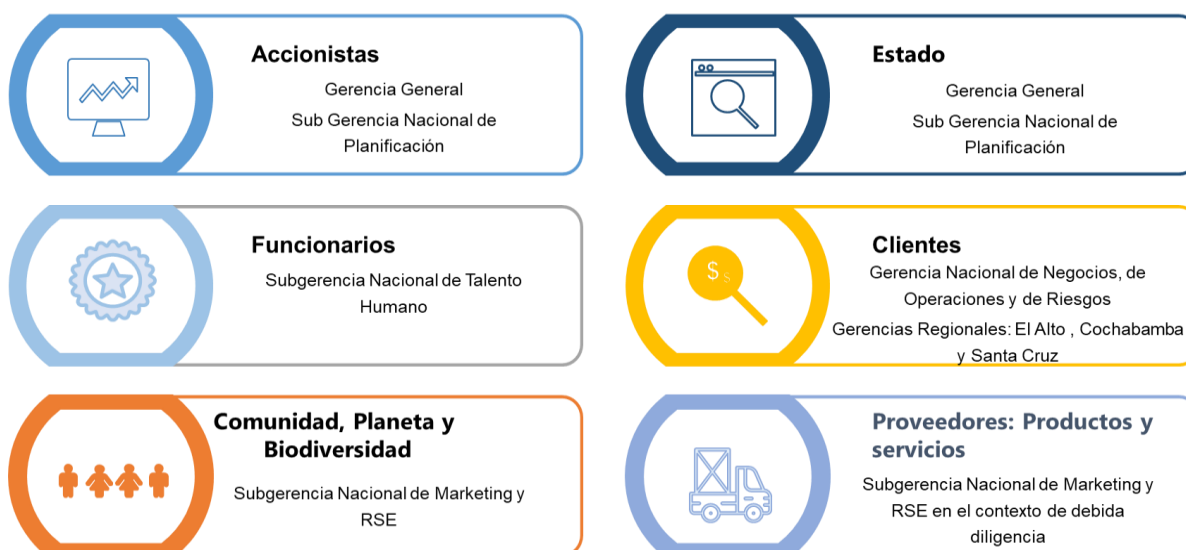 Accionistas
Gerencia General
Sub Gerencia Nacional de
Planificación
Estado
Gerencia General
Sub Gerencia Nacional de
Planificación
Funcionarios
Subgerencia Nacional de Talento
Humano
$ $
Clientes
Gerencia Nacional de Negocios, de
Operaciones y de Riesgos
Gerencias Regionales: El Alto , Cochabamba
y Santa Cruz
Comunidad, Planeta y
Biodiversidad
Subgerencia Nacional de Marketing y
RSE
Proveedores: Productos y
servicios
Subgerencia Nacional de Marketing y
RSE en el contexto de debida
diligencia